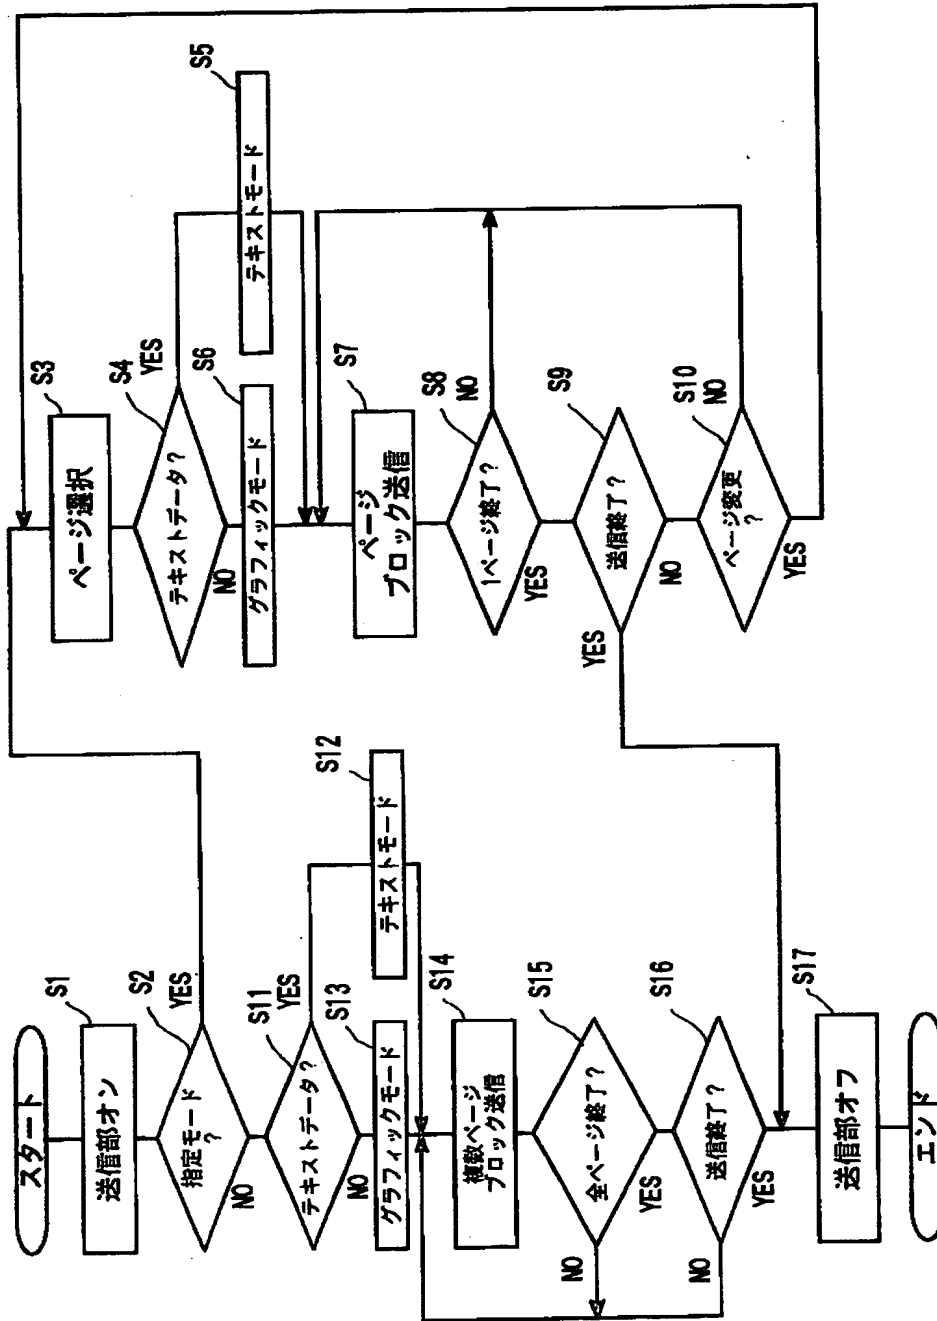 スタート
S1
送信部オン
S2
指定モード
?
YES
NO
S11
テキストデータ?
YES
NO
S12
テキストモード
S13
グラフィックモード
S14
複数ページ
ブロック送信
S15
全ページ終了?
NO
YES
S16
送信終了?
NO
YES
S17
送信部オフ
エンド
S3
ページ選択
S4
テキストデータ?
YES
NO
S5
テキストモード
S6
グラフィックモード
S7
ページ
ブロック送信
S8
1ページ終了?
NO
YES
S9
送信終了?
YES
NO
S10
ページ変更
?
NO
YES